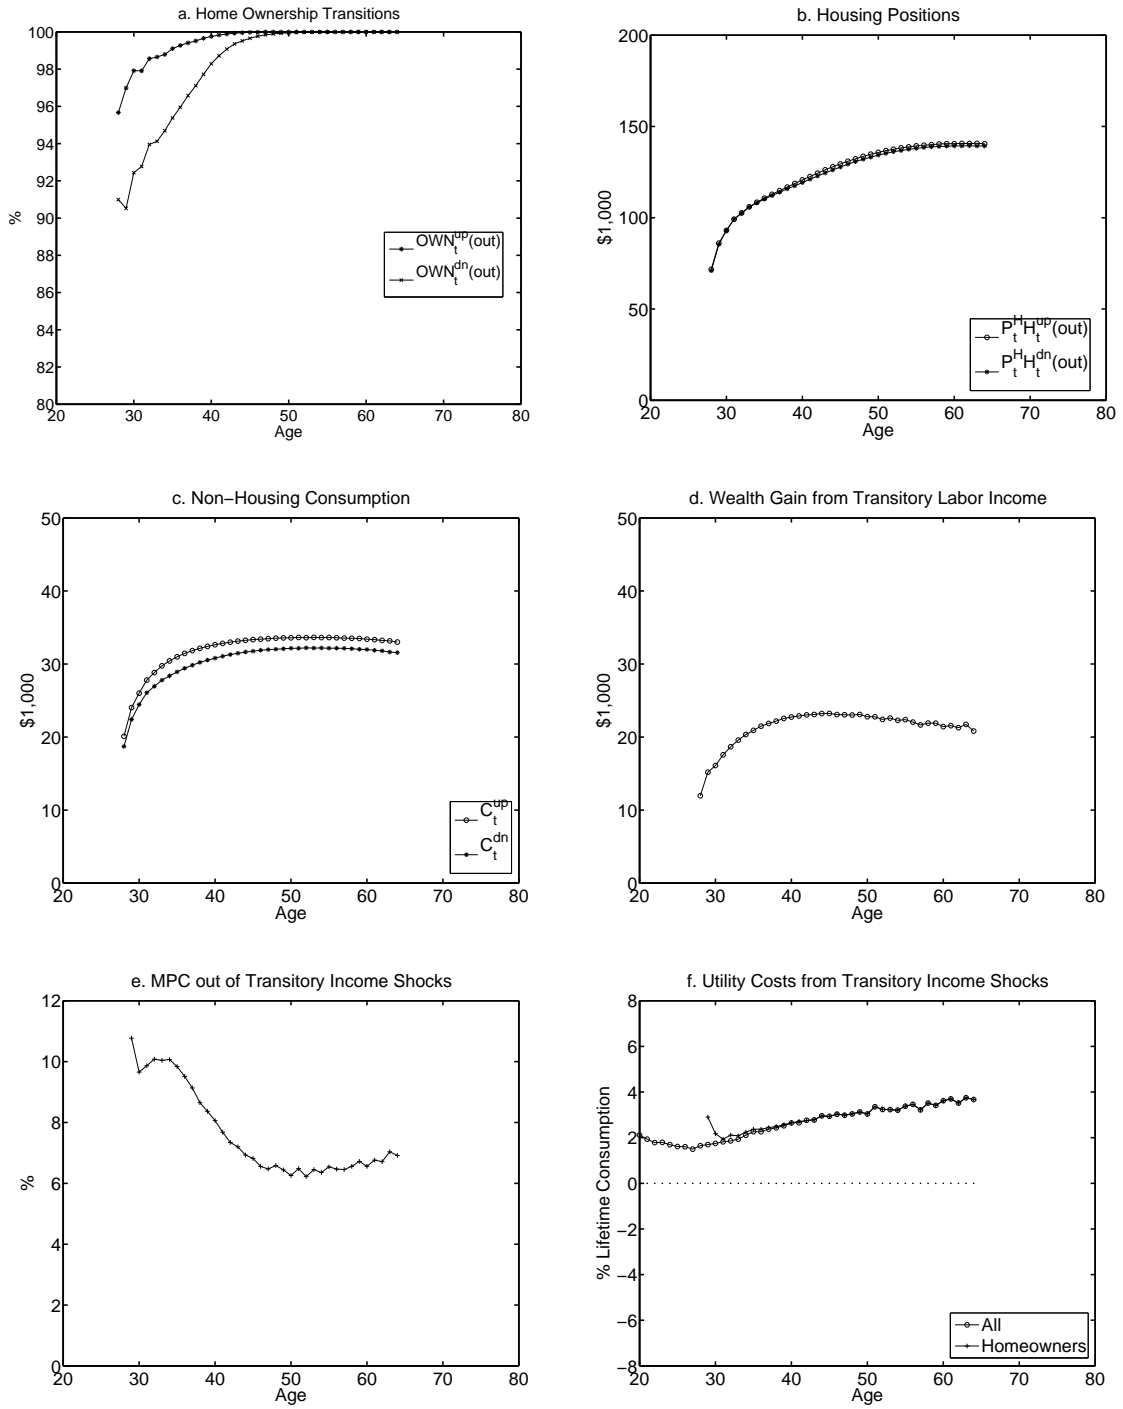 a. Home Ownership Transitions
100
98
96
94
92
90
88
86
84
82
80
%
OWN_t^up(out)
OWN_t^dn(out)
20 30 40 50 60 70 80
Age
b. Housing Positions
200
150
100
50
0
$1,000
P_t^H H_t^up(out)
P_t^H H_t^dn(out)
20 30 40 50 60 70 80
Age
c. Non−Housing Consumption
50
40
30
20
10
0
$1,000
C_t^up
C_t^dn
20 30 40 50 60 70 80
Age
d. Wealth Gain from Transitory Labor Income
50
40
30
20
10
0
$1,000
20 30 40 50 60 70 80
Age
e. MPC out of Transitory Income Shocks
12
10
8
6
4
2
0
%
20 30 40 50 60 70 80
Age
f. Utility Costs from Transitory Income Shocks
8
6
4
2
0
−2
−4
−6
−8
% Lifetime Consumption
All
Homeowners
20 30 40 50 60 70 80
Age